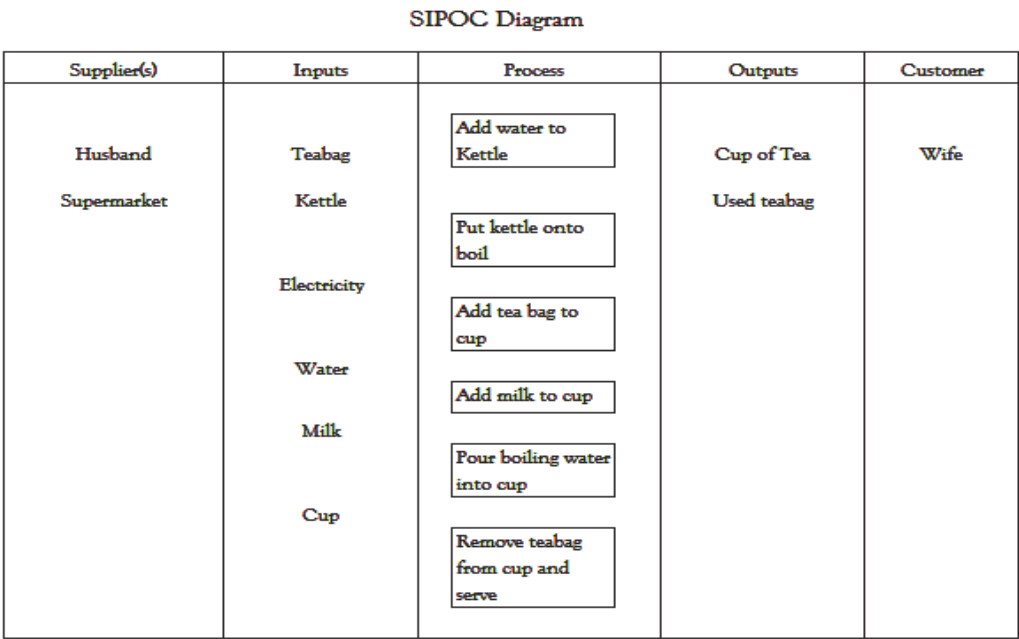 SIPOC Diagram
Supplier(s) Inputs Process Outputs Customer
Husband
Supermarket
Teabag
Kettle
Electricity
Water
Milk
Cup
Add water to
Kettle
Put kettle onto
boil
Add tea bag to
cup
Add milk to cup
Pour boiling water
into cup
Remove teabag
from cup and
serve
Cup of Tea
Used teabag
Wife